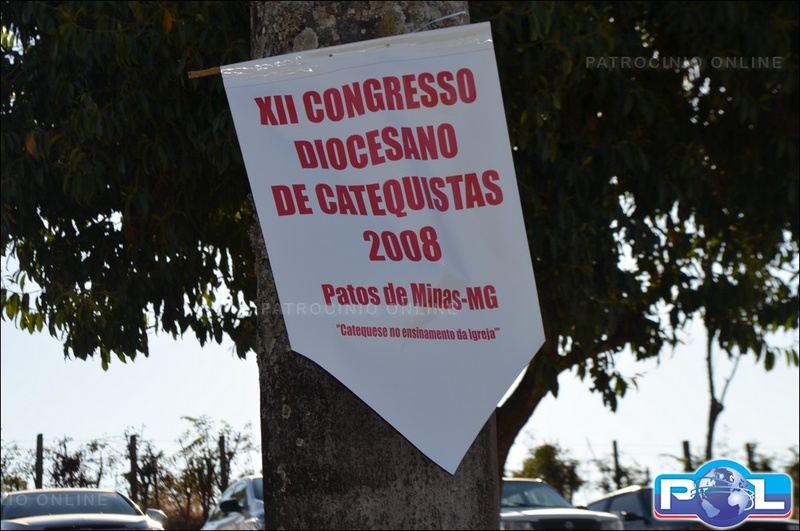 PATROCINIO ONLINE
XII CONGRESSO
DIOCESANO
DE CATEQUISTAS
2008
Patos de Minas-MG
PATROCINIO ONLINE
"Catequese no ensinamento da Igreja"
PATROCINIO ONLINE
POL